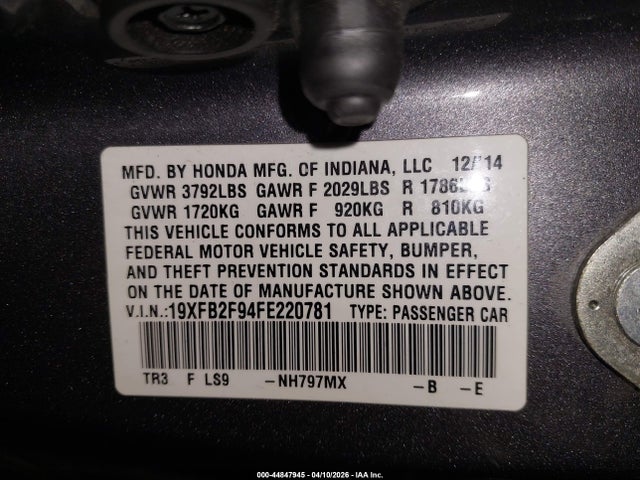 MFD. BY HONDA MFG. OF INDIANA, LLC 12/14
GVWR 3792LBS GAWR F 2029LBS R 1786LBS
GVWR 1720KG GAWR F 920KG R 810KG
THIS VEHICLE CONFORMS TO ALL APPLICABLE
FEDERAL MOTOR VEHICLE SAFETY, BUMPER,
AND THEFT PREVENTION STANDARDS IN EFFECT
ON THE DATE OF MANUFACTURE SHOWN ABOVE.
V.I.N.:19XFB2F94FE220781 TYPE: PASSENGER CAR
TR3 F LS9 -NH797MX -B -E
000-44847945 - 04/10/2026 - IAA Inc.